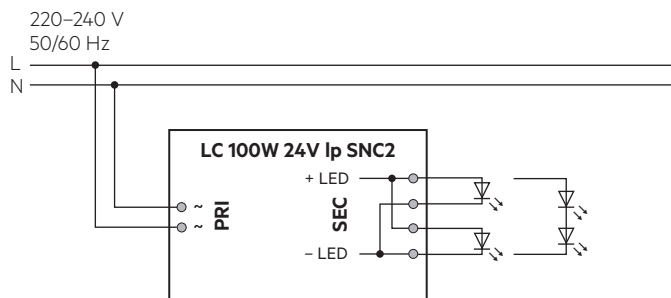 220–240 V
50/60 Hz
L
N
LC 100W 24V lp SNC2
+ LED
~
PRI
~
SEC
– LED